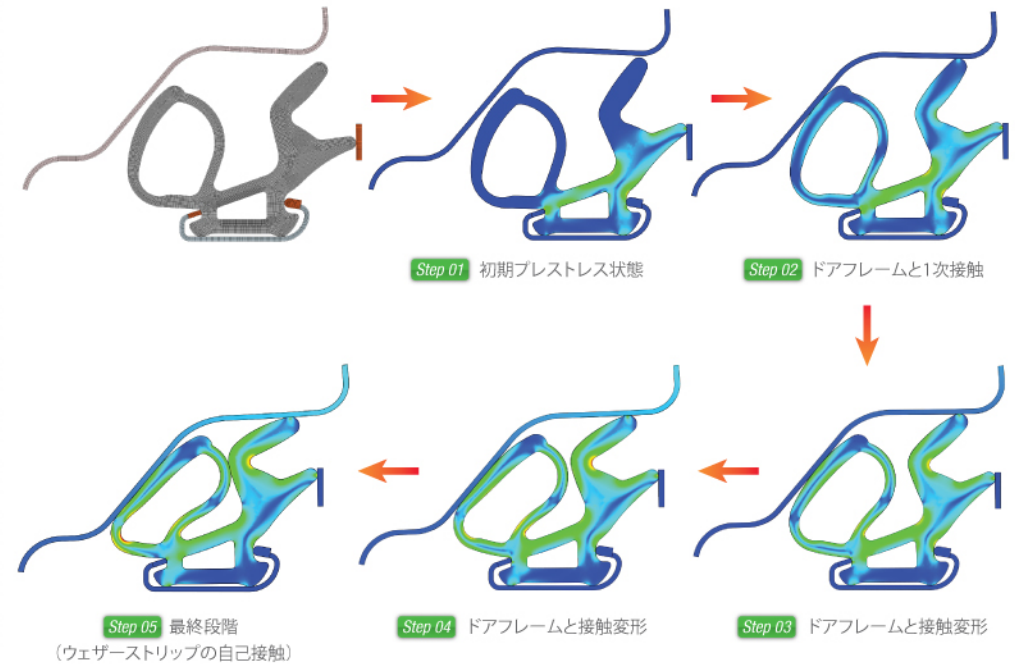 Step 01 初期プレストレス状態
Step 02 ドアフレームと1次接触
Step 03 ドアフレームと接触変形
Step 04 ドアフレームと接触変形
Step 05 最終段階
（ウェザーストリップの自己接触）